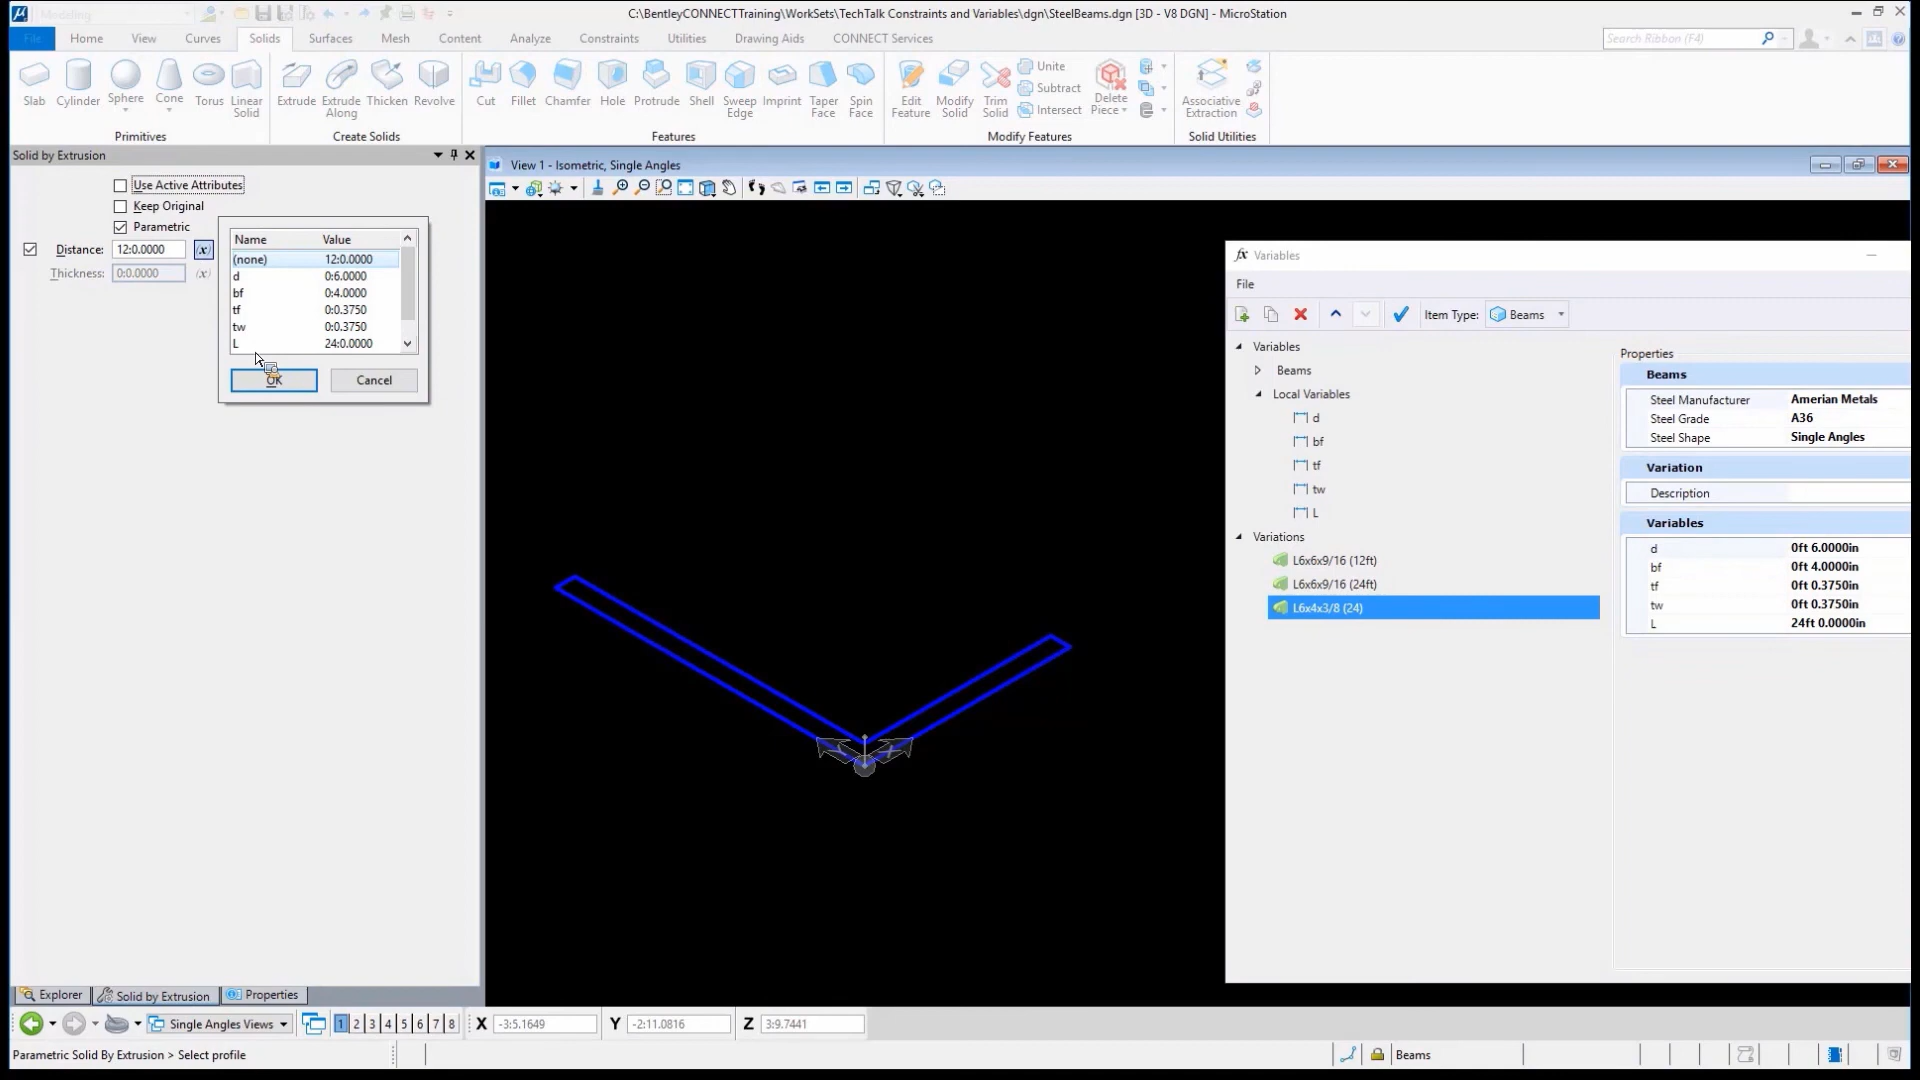 Modeling
C:\BentleyCONNECTTraining\WorkSets\TechTalk Constraints and Variables\dgn\SteelBeams.dgn [3D - V8 DGN] - MicroStation
File Home View Curves Solids Surfaces Mesh Content Analyze Constraints Utilities Drawing Aids CONNECT Services
Search Ribbon (F4)
Slab Cylinder Sphere Cone Torus Linear Solid
Extrude Extrude Along Thicken Revolve
Cut Fillet Chamfer Hole Protrude Shell Sweep Edge Imprint Taper Face Spin Face
Edit Feature Modify Solid Trim Solid Unite Subtract Intersect Delete Piece
Associative Extraction
Primitives Create Solids Features Modify Features Solid Utilities
Solid by Extrusion
Use Active Attributes
Keep Original
Parametric
Distance: 12:0.0000 (x)
Thickness: 0:0.0000 (x)
Name Value
(none) 12:0.0000
d 0:6.0000
bf 0:4.0000
tf 0:0.3750
tw 0:0.3750
L 24:0.0000
OK Cancel
View 1 - Isometric, Single Angles
fx Variables
File
Item Type: Beams
Variables
Beams
Local Variables
d
bf
tf
tw
L
Variations
L6x6x9/16 (12ft)
L6x6x9/16 (24ft)
L6x4x3/8 (24)
Properties
Beams
Steel Manufacturer Amerian Metals
Steel Grade A36
Steel Shape Single Angles
Variation
Description
Variables
d 0ft 6.0000in
bf 0ft 4.0000in
tf 0ft 0.3750in
tw 0ft 0.3750in
L 24ft 0.0000in
Explorer Solid by Extrusion Properties
Single Angles Views 1 2 3 4 5 6 7 8 X -3:5.1649 Y -2:11.0816 Z 3:9.7441
Parametric Solid By Extrusion > Select profile
Beams